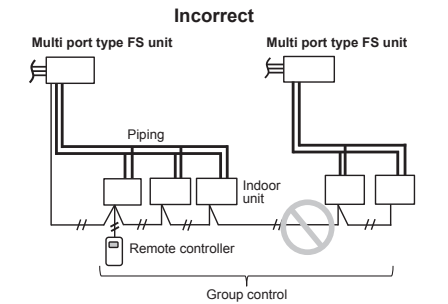 Incorrect
Multi port type FS unit
Multi port type FS unit
Piping
Indoor
unit
Remote controller
Group control